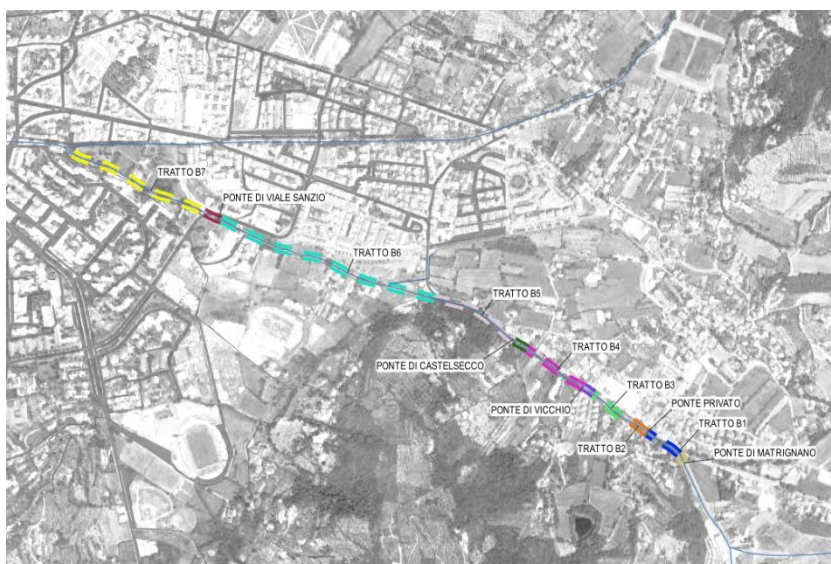 TRATTO B7
PONTE DI VIALE SANZIO
TRATTO B6
TRATTO B5
TRATTO B4
PONTE DI CASTELSECCO
TRATTO B3
PONTE PRIVATO
PONTE DI VICCHIO
TRATTO B1
TRATTO B2
PONTE DI MATRIGNANO